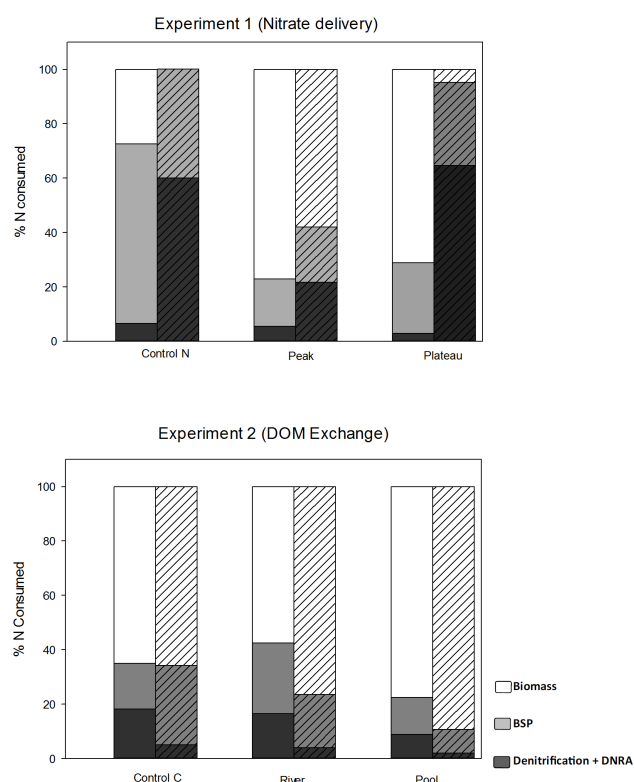 Experiment 1 (Nitrate delivery)
100
80
60
40
20
0
% N consumed
Control N
Peak
Plateau
Experiment 2 (DOM Exchange)
100
80
60
40
20
0
% N Consumed
Control C
River
Pool
Biomass
BSP
Denitrification + DNRA